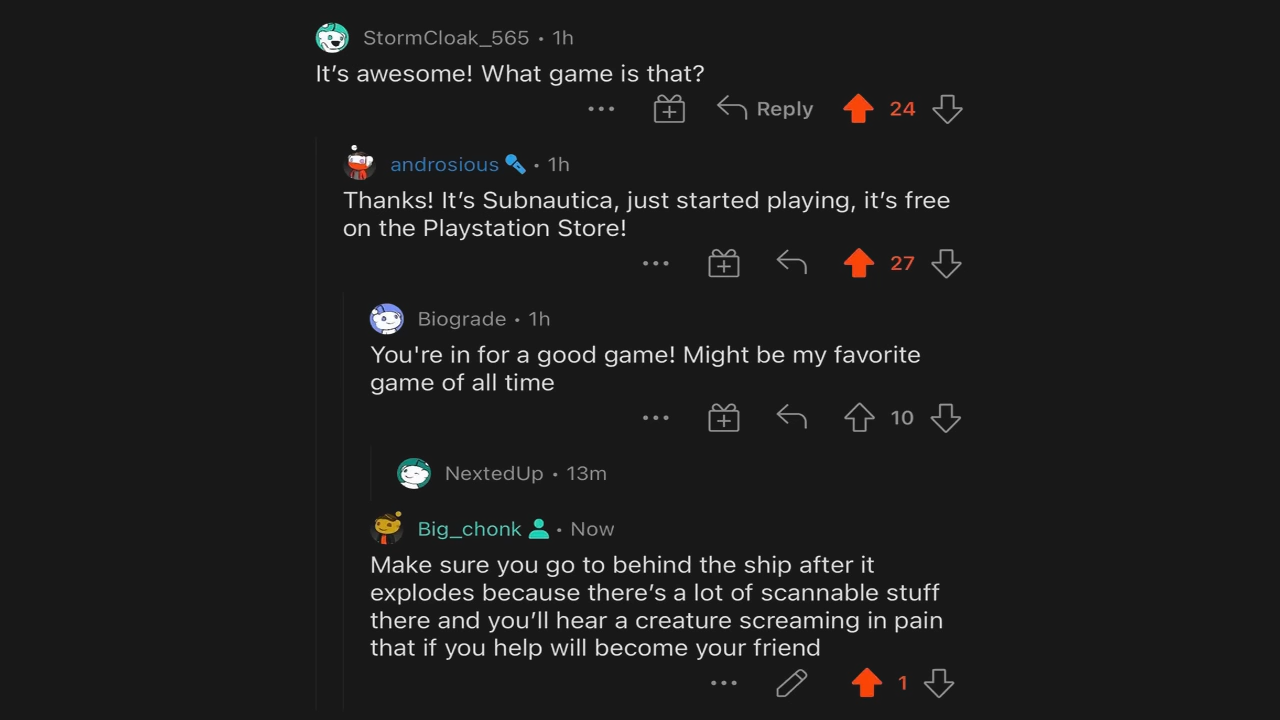 StormCloak_565 • 1h
It's awesome! What game is that?
Reply 24
androsious • 1h
Thanks! It's Subnautica, just started playing, it's free
on the Playstation Store!
27
Biograde • 1h
You're in for a good game! Might be my favorite
game of all time
10
NextedUp • 13m
Big_chonk • Now
Make sure you go to behind the ship after it
explodes because there's a lot of scannable stuff
there and you'll hear a creature screaming in pain
that if you help will become your friend
1